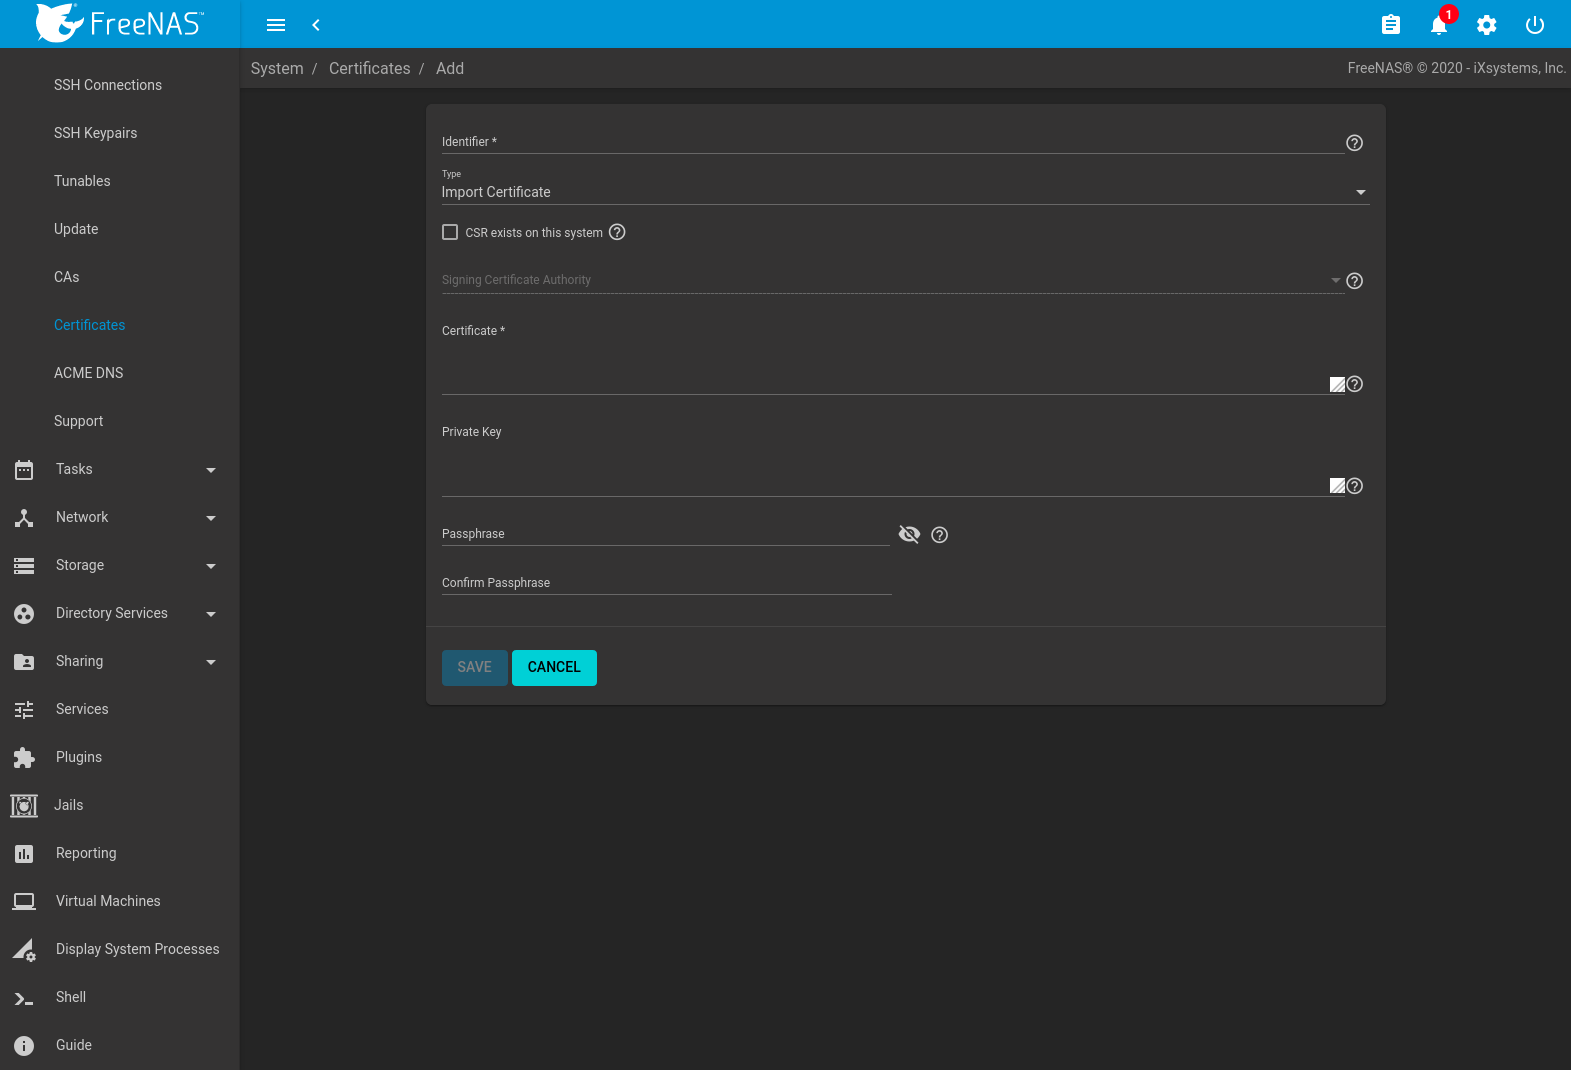 FreeNAS™
1
System / Certificates / Add
FreeNAS® © 2020 - iXsystems, Inc.
SSH Connections
SSH Keypairs
Tunables
Update
CAs
Certificates
ACME DNS
Support
Tasks
Network
Storage
Directory Services
Sharing
Services
Plugins
Jails
Reporting
Virtual Machines
Display System Processes
Shell
Guide
Identifier *
Type
Import Certificate
CSR exists on this system
Signing Certificate Authority
Certificate *
Private Key
Passphrase
Confirm Passphrase
SAVE
CANCEL